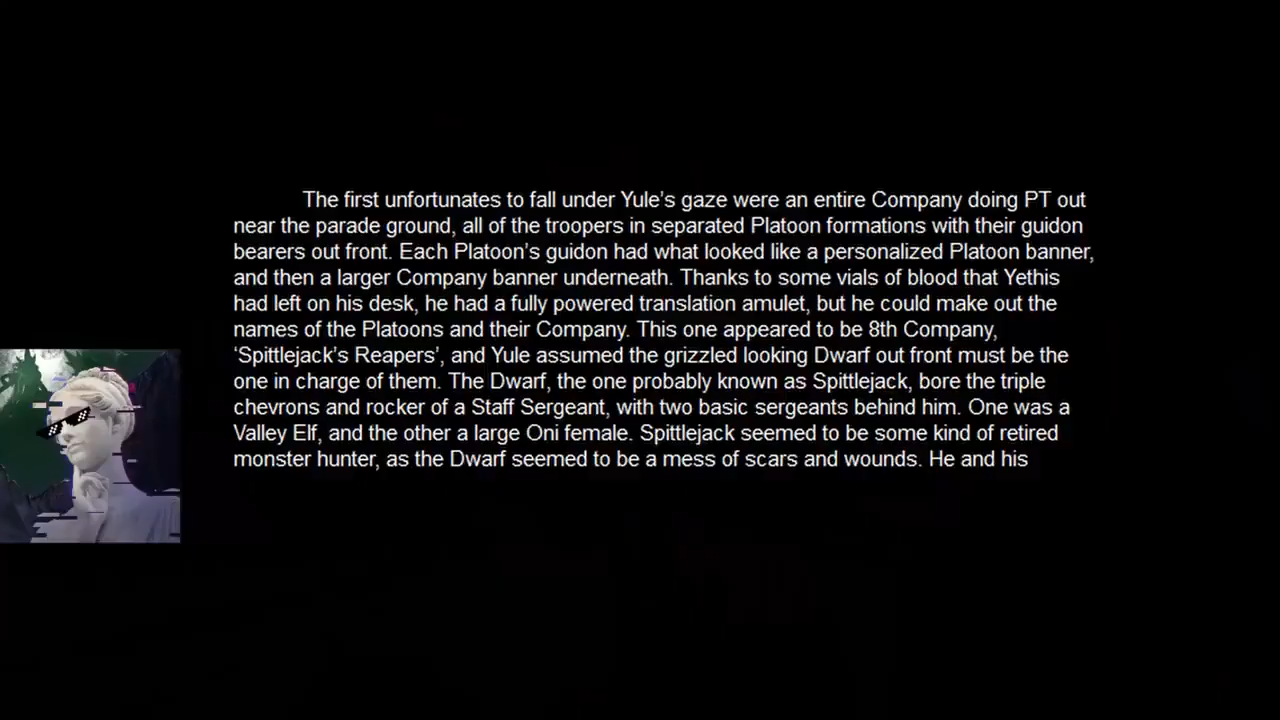 The first unfortunates to fall under Yule’s gaze were an entire Company doing PT out
near the parade ground, all of the troopers in separated Platoon formations with their guidon
bearers out front. Each Platoon’s guidon had what looked like a personalized Platoon banner,
and then a larger Company banner underneath. Thanks to some vials of blood that Yethis
had left on his desk, he had a fully powered translation amulet, but he could make out the
names of the Platoons and their Company. This one appeared to be 8th Company,
‘Spittlejack’s Reapers’, and Yule assumed the grizzled looking Dwarf out front must be the
one in charge of them. The Dwarf, the one probably known as Spittlejack, bore the triple
chevrons and rocker of a Staff Sergeant, with two basic sergeants behind him. One was a
Valley Elf, and the other a large Oni female. Spittlejack seemed to be some kind of retired
monster hunter, as the Dwarf seemed to be a mess of scars and wounds. He and his